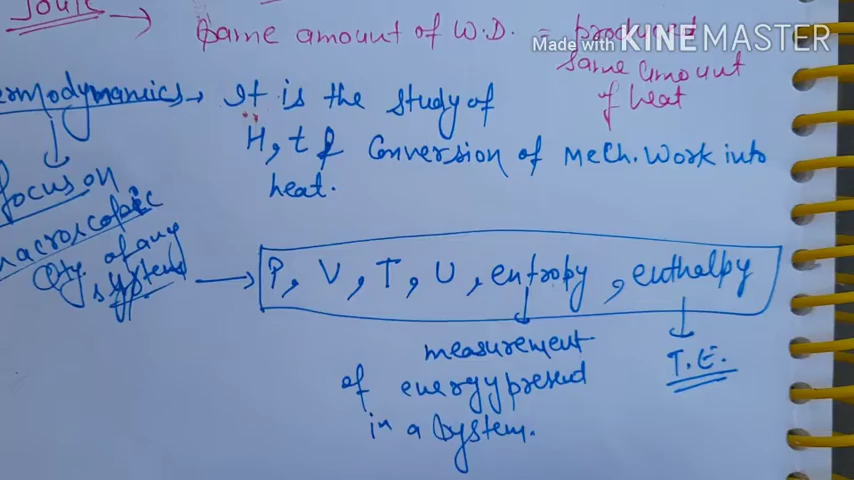 Joule → Same amount of W.D. = produced
same amount
of heat
Made with KINEMASTER
ermodymamics → It is the study of
H, t & Conversion of Mech. Work into
heat.
focus on
macroscopic
Qty. of any
system → P, V, T, U, entropy, enthalpy
measurement
of energy present
in a system.
T.E.